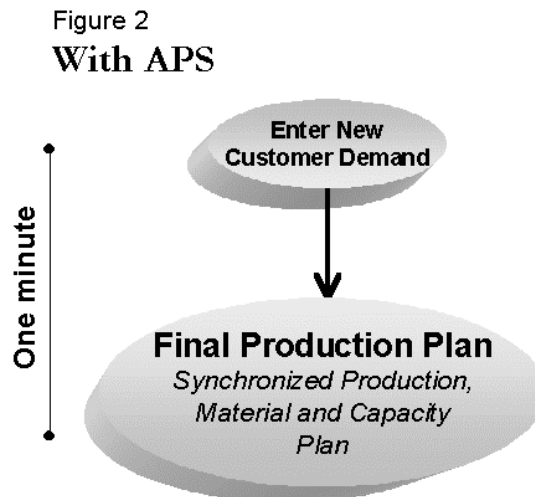 Figure 2
With APS
Enter New
Customer Demand
One minute
Final Production Plan
Synchronized Production,
Material and Capacity
Plan